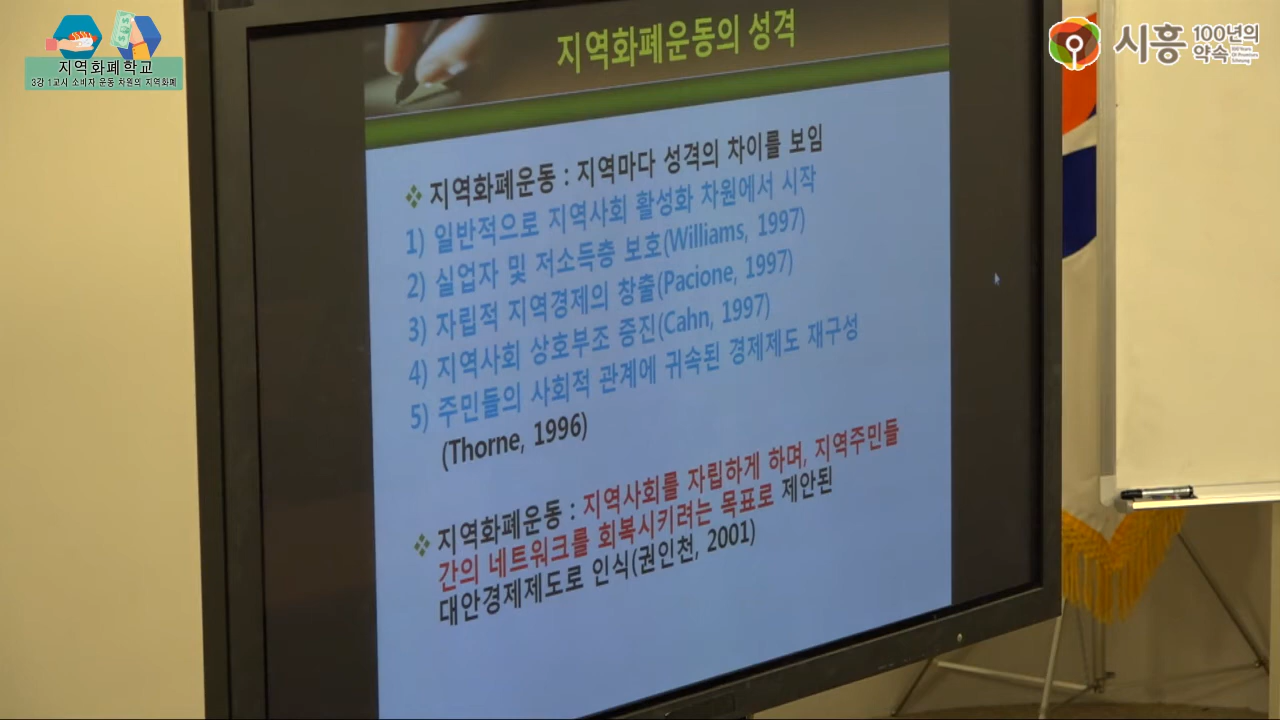 지역화폐학교
3강 1교시 소비자 운동 차원의 지역화폐
시흥 100년의 약속
지역화폐운동의 성격
❖ 지역화폐운동 : 지역마다 성격의 차이를 보임
1) 일반적으로 지역사회 활성화 차원에서 시작
2) 실업자 및 저소득층 보호(Williams, 1997)
3) 자립적 지역경제의 창출(Pacione, 1997)
4) 지역사회 상호부조 증진(Cahn, 1997)
5) 주민들의 사회적 관계에 귀속된 경제제도 재구성
(Thorne, 1996)
❖ 지역화폐운동 : 지역사회를 자립하게 하며, 지역주민들
간의 네트워크를 회복시키려는 목표로 제안된
대안경제제도로 인식(권인천, 2001)